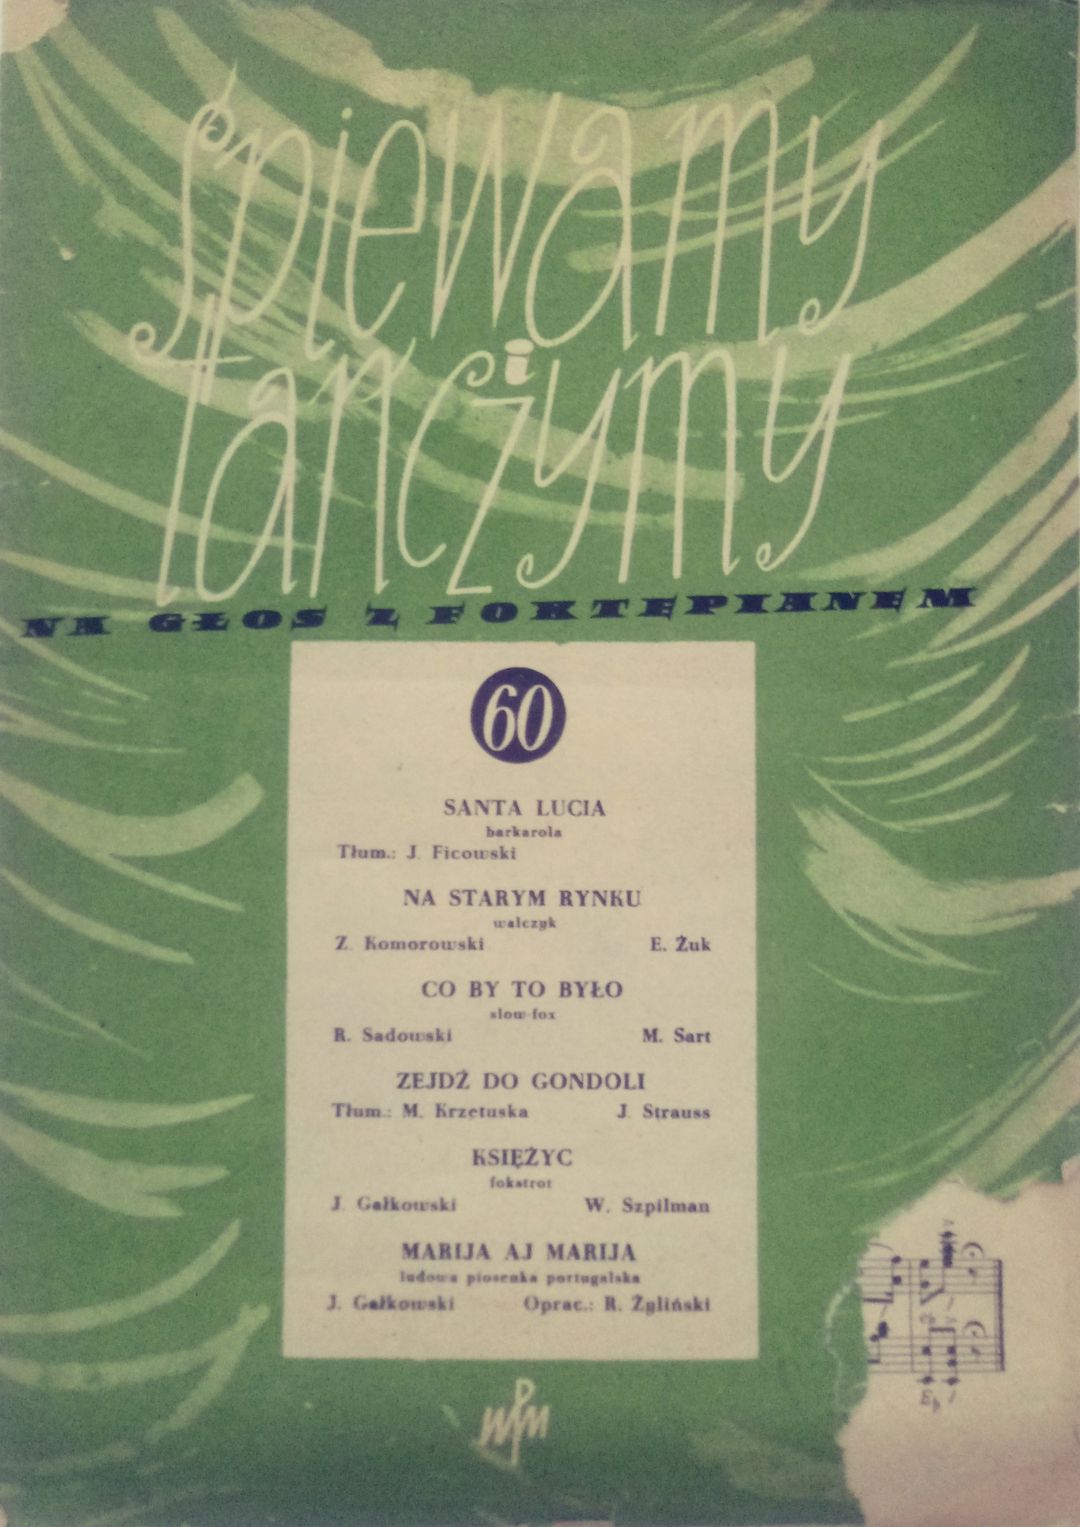 śpiewamy
i
tańczymy
NA GŁOS Z FORTEPIANEM
60
SANTA LUCIA
barkarola
Tłum.: J. Ficowski
NA STARYM RYNKU
walczyk
Z. Komorowski E. Żuk
CO BY TO BYŁO
slow-fox
R. Sadowski M. Sart
ZEJDŹ DO GONDOLI
Tłum.: M. Krzetuska J. Strauss
KSIĘŻYC
fokstrot
J. Gałkowski W. Szpilman
MARIJA AJ MARIJA
ludowa piosenka portugalska
J. Gałkowski Oprac.: R. Żyliński
PWM